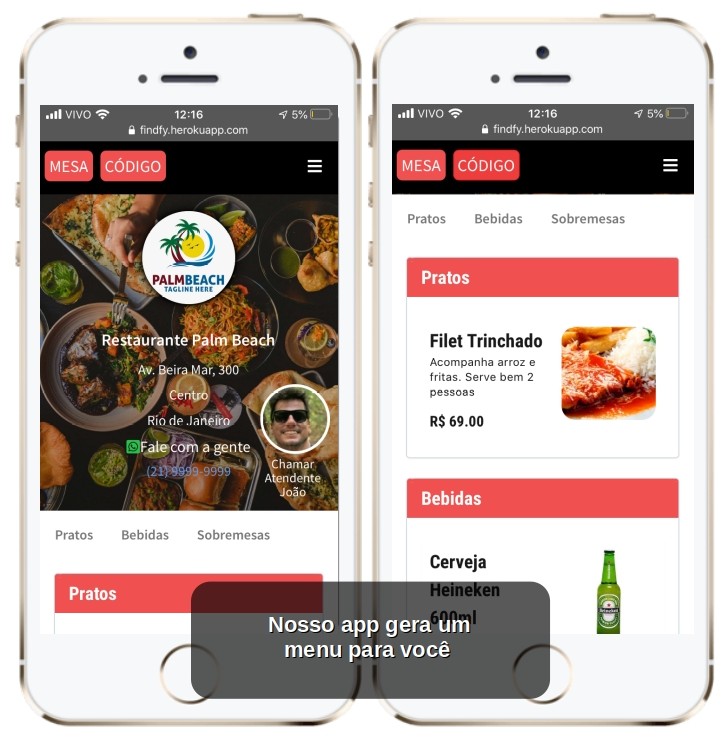 VIVO 12:16 5%
findfy.herokuapp.com
MESA CÓDIGO
PALMBEACH
TAGLINE HERE
Restaurante Palm Beach
Av. Beira Mar, 300
Centro
Rio de Janeiro
Fale com a gente
(21) 9999-9999
Chamar
Atendente
João
Pratos Bebidas Sobremesas
Pratos
VIVO 12:16 5%
findfy.herokuapp.com
MESA CÓDIGO
Pratos Bebidas Sobremesas
Pratos
Filet Trinchado
Acompanha arroz e
fritas. Serve bem 2
pessoas
R$ 69.00
Bebidas
Cerveja
Heineken
600ml
Heineken
Nosso app gera um
menu para você